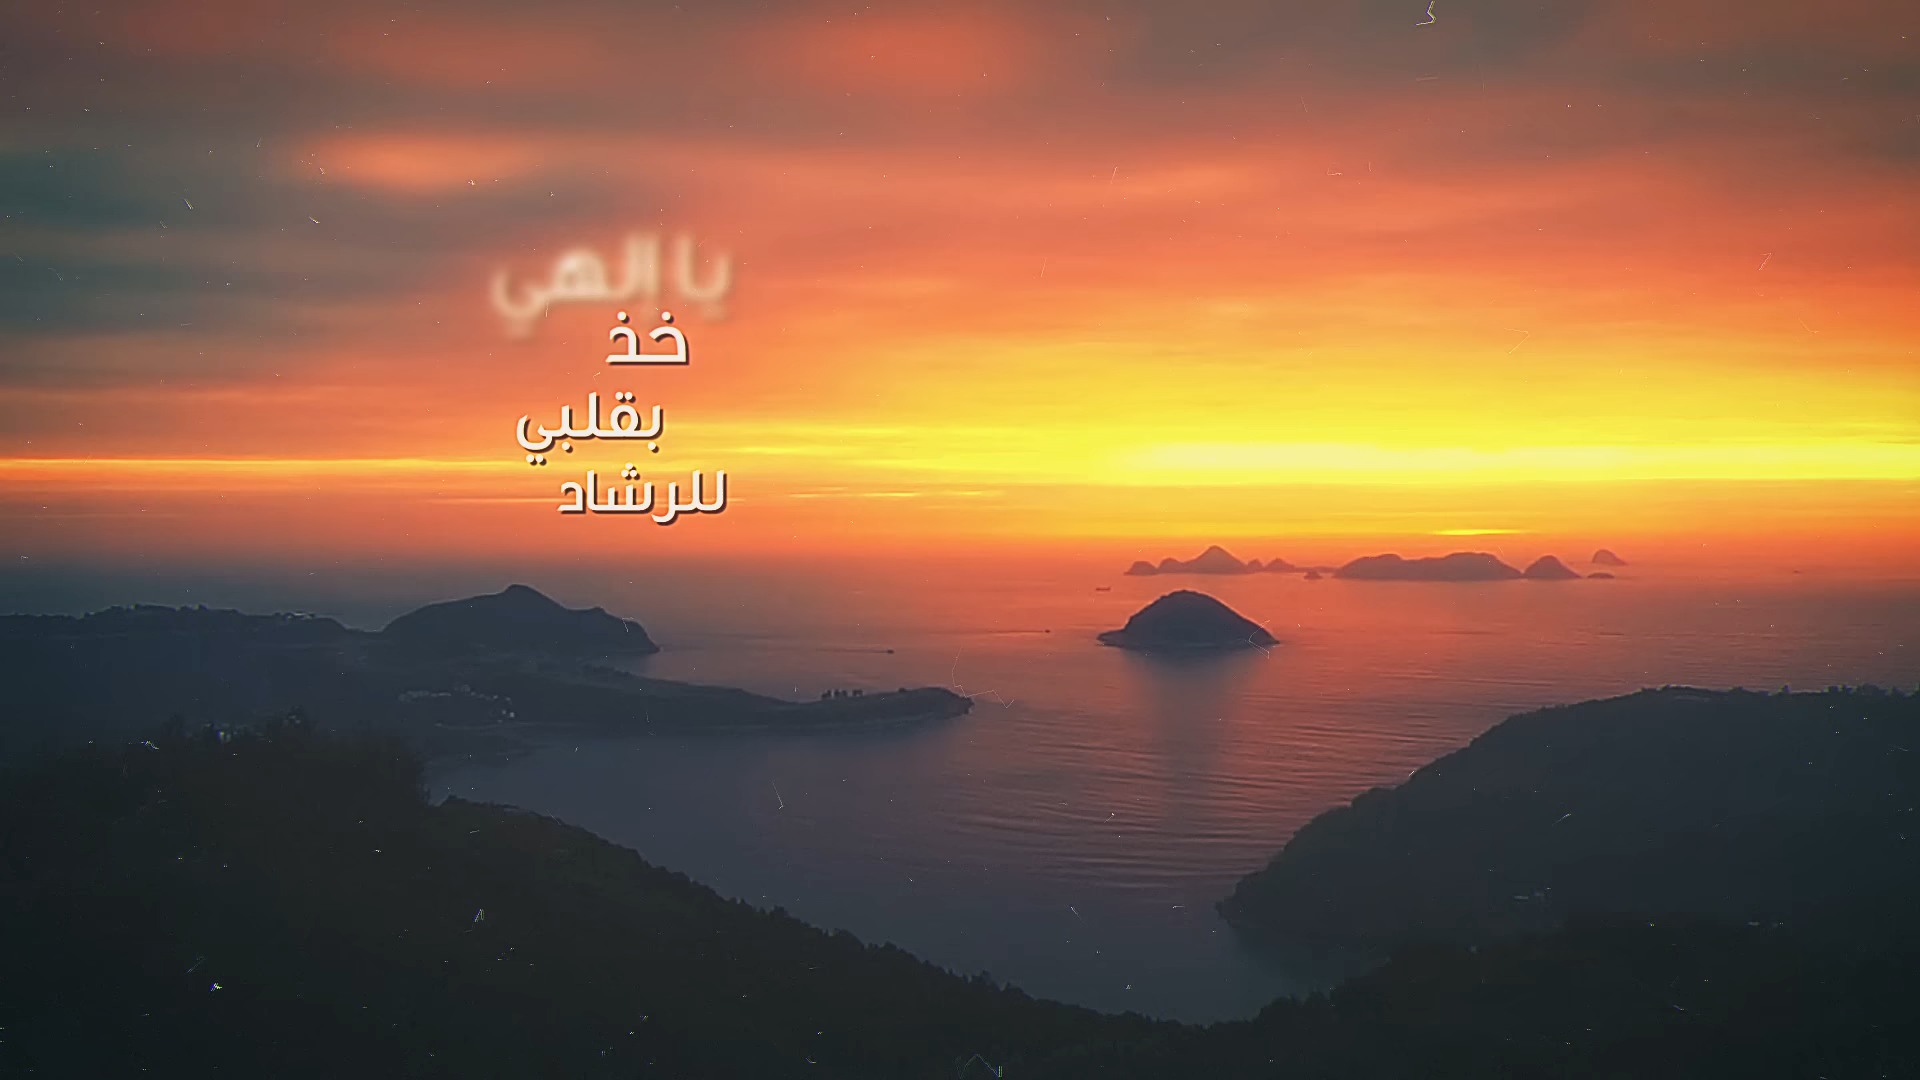 يا إلهي
خذ
بقلبي
للرشاد